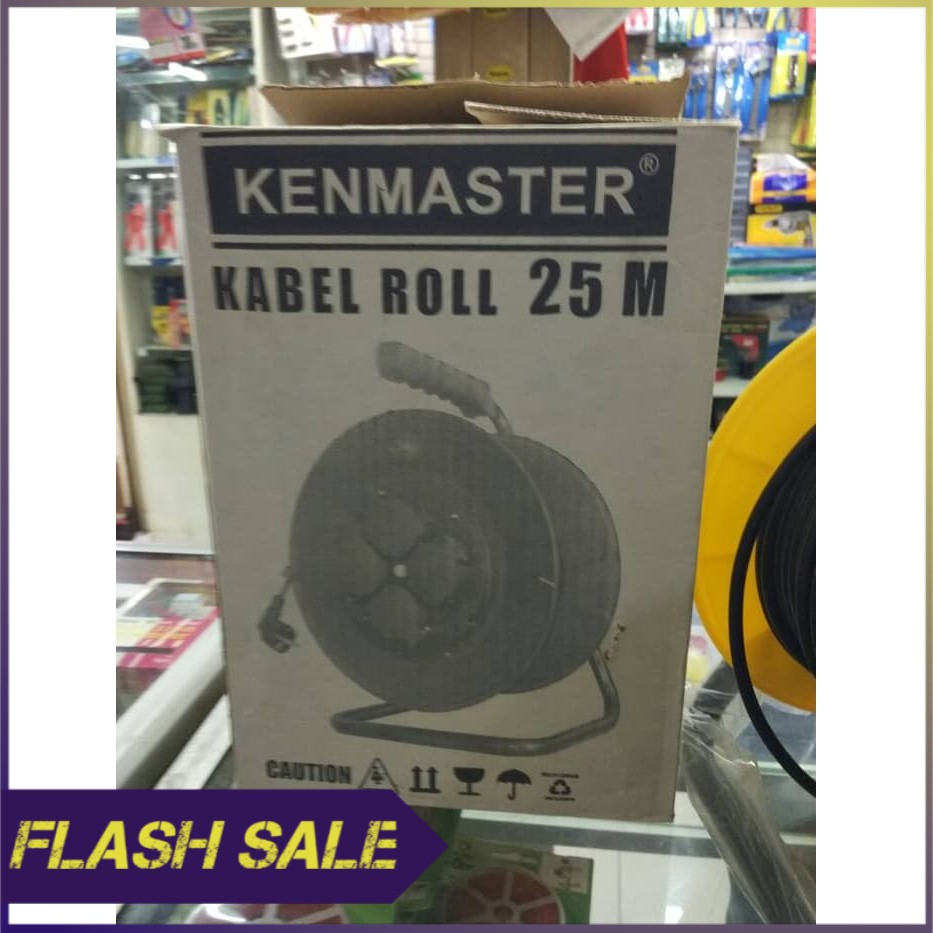 KENMASTER®
KABEL ROLL 25 M
CAUTION
FLASH SALE